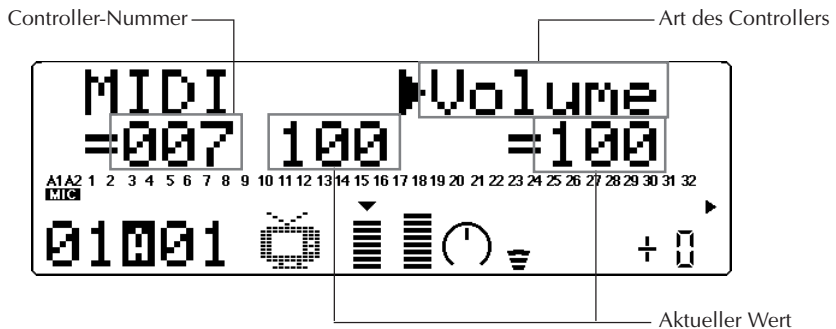 Controller-Nummer
Art des Controllers
MIDI Volume
=007 100 =100
A1 A2 1 2 3 4 5 6 7 8 9 10 11 12 13 14 15 16 17 18 19 20 21 22 23 24 25 26 27 28 29 30 31 32
MIC
01A01 + 0
Aktueller Wert